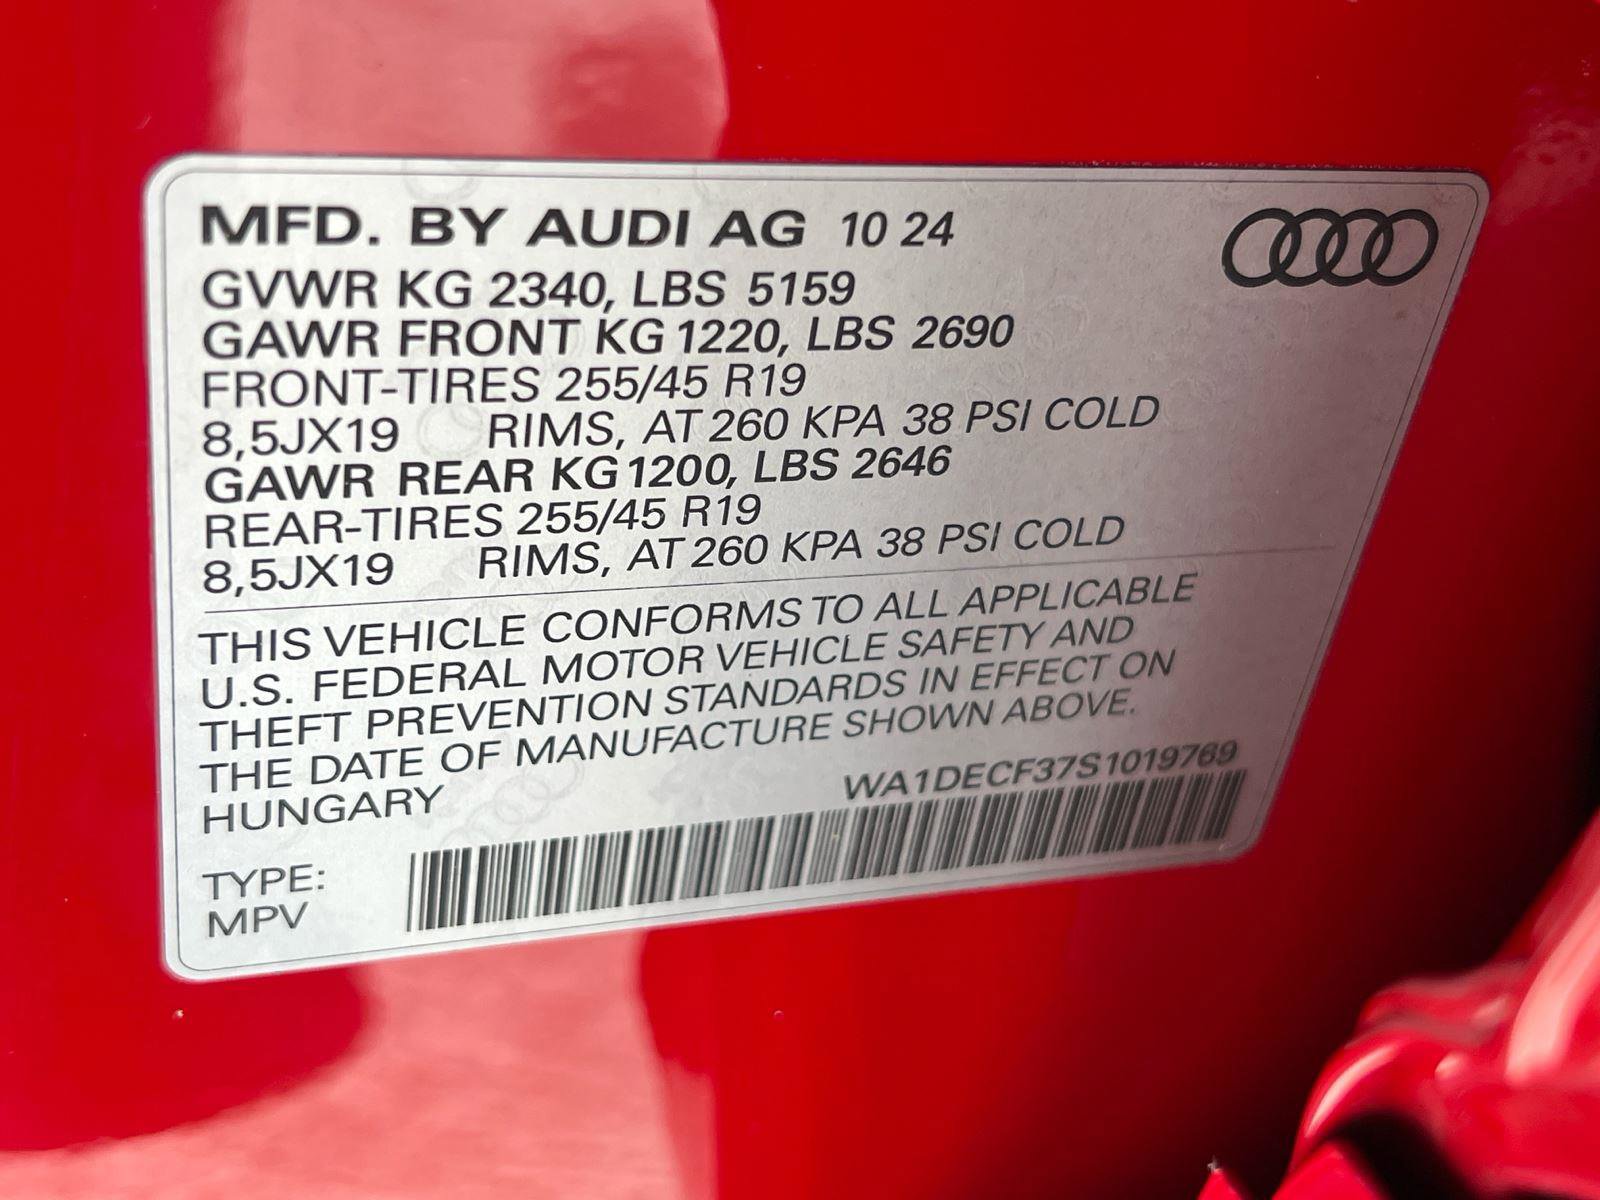 MFD. BY AUDI AG 10 24
GVWR KG 2340, LBS 5159
GAWR FRONT KG 1220, LBS 2690
FRONT-TIRES 255/45 R19
8,5JX19 RIMS, AT 260 KPA 38 PSI COLD
GAWR REAR KG 1200, LBS 2646
REAR-TIRES 255/45 R19
8,5JX19 RIMS, AT 260 KPA 38 PSI COLD
THIS VEHICLE CONFORMS TO ALL APPLICABLE
U.S. FEDERAL MOTOR VEHICLE SAFETY AND
THEFT PREVENTION STANDARDS IN EFFECT ON
THE DATE OF MANUFACTURE SHOWN ABOVE.
HUNGARY WA1DECF37S1019769
TYPE:
MPV